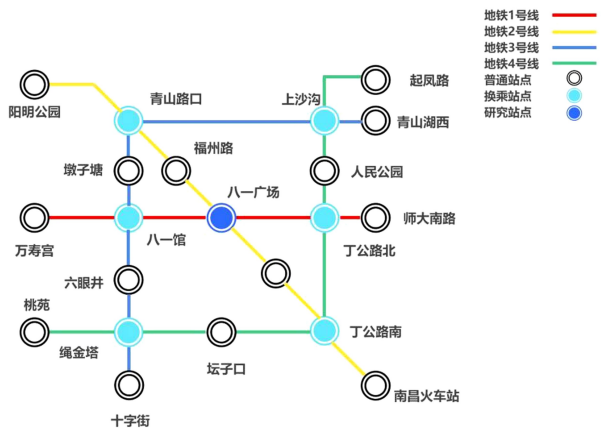 地铁1号线
地铁2号线
地铁3号线
地铁4号线
普通站点
换乘站点
研究站点
起凤路
阳明公园
青山路口
上沙沟
青山湖西
福州路
墩子塘
人民公园
八一广场
万寿宫
八一馆
丁公路北
师大南路
六眼井
桃苑
绳金塔
坛子口
丁公路南
南昌火车站
十字街